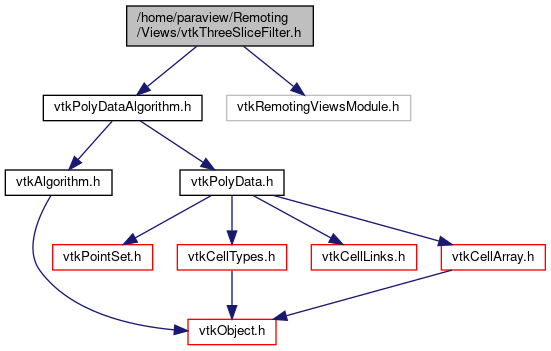 /home/paraview/Remoting
/Views/vtkThreeSliceFilter.h
vtkPolyDataAlgorithm.h
vtkRemotingViewsModule.h
vtkAlgorithm.h
vtkPolyData.h
vtkPointSet.h
vtkCellTypes.h
vtkCellLinks.h
vtkCellArray.h
vtkObject.h